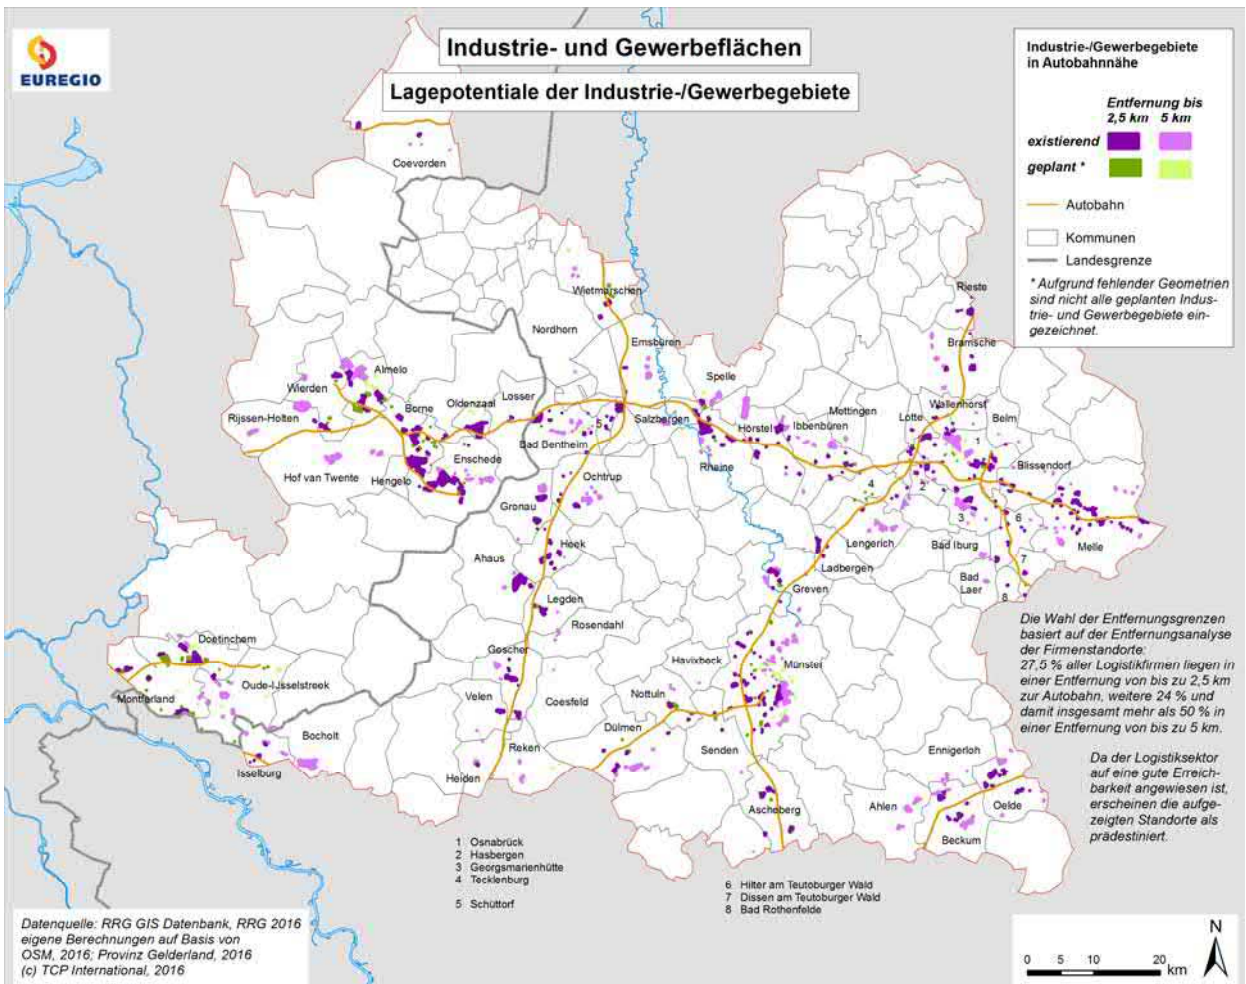 EUREGIO
Industrie- und Gewerbeflächen
Lagepotentiale der Industrie-/Gewerbegebiete
Industrie-/Gewerbegebiete
in Autobahnnähe
Entfernung bis
2,5 km 5 km
existierend
geplant *
Autobahn
Kommunen
Landesgrenze
* Aufgrund fehlender Geometrien
sind nicht alle geplanten Indus-
trie- und Gewerbegebiete ein-
gezeichnet.
Coevorden
Rieste
Wietmarschen
Nordhorn
Emsbüren
Bramsche
Almelo
Wierden
Spelle
Borne
Oldenzaal
Losser
Rijssen-Holten
Salzbergen
Hörstel
Mettingen
Ibbenbüren
Lotte
Wallenhorst
Belm
5
1
Bad Bentheim
Enschede
Hof van Twente
Hengelo
Ochtrup
Rheine
Bissendorf
4
2
Gronau
3
6
Lengerich
Bad Iburg
Melle
Heek
Ahaus
Ladbergen
7
Bad
Laer
8
Greven
Legden
Rosendahl
Doetinchem
Gescher
Havixbeck
Münster
Oude-IJsselstreek
Montferland
Velen
Coesfeld
Nottuln
Dülmen
Bocholt
Reken
Senden
Isselburg
Heiden
Ennigerloh
Ascheberg
Ahlen
Oelde
Beckum
Die Wahl der Entfernungsgrenzen
basiert auf der Entfernungsanalyse
der Firmenstandorte:
27,5 % aller Logistikfirmen liegen in
einer Entfernung von bis zu 2,5 km
zur Autobahn, weitere 24 % und
damit insgesamt mehr als 50 % in
einer Entfernung von bis zu 5 km.
Da der Logistiksektor
auf eine gute Erreich-
barkeit angewiesen ist,
erscheinen die aufge-
zeigten Standorte als
prädestiniert.
1 Osnabrück
2 Hasbergen
3 Georgsmarienhütte
4 Tecklenburg
5 Schüttorf
6 Hilter am Teutoburger Wald
7 Dissen am Teutoburger Wald
8 Bad Rothenfelde
Datenquelle: RRG GIS Datenbank, RRG 2016
eigene Berechnungen auf Basis von
OSM, 2016; Provinz Gelderland, 2016
(c) TCP International, 2016
N
0 5 10 20
km